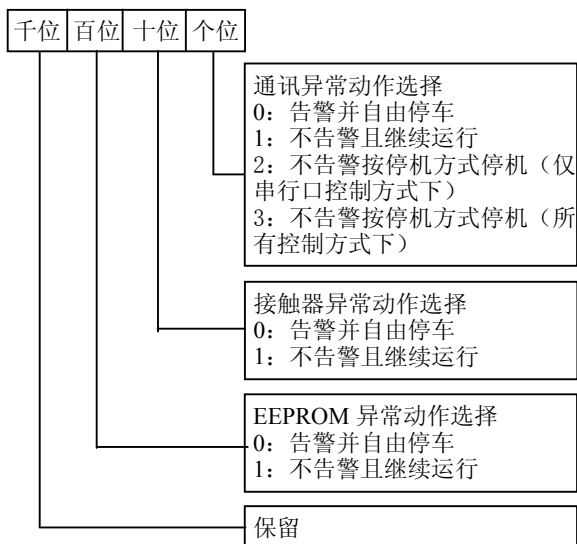 千位 百位 十位 个位
通讯异常动作选择
0：告警并自由停车
1：不告警且继续运行
2：不告警按停机方式停机（仅
串行口控制方式下）
3：不告警按停机方式停机（所
有控制方式下）
接触器异常动作选择
0：告警并自由停车
1：不告警且继续运行
EEPROM 异常动作选择
0：告警并自由停车
1：不告警且继续运行
保留